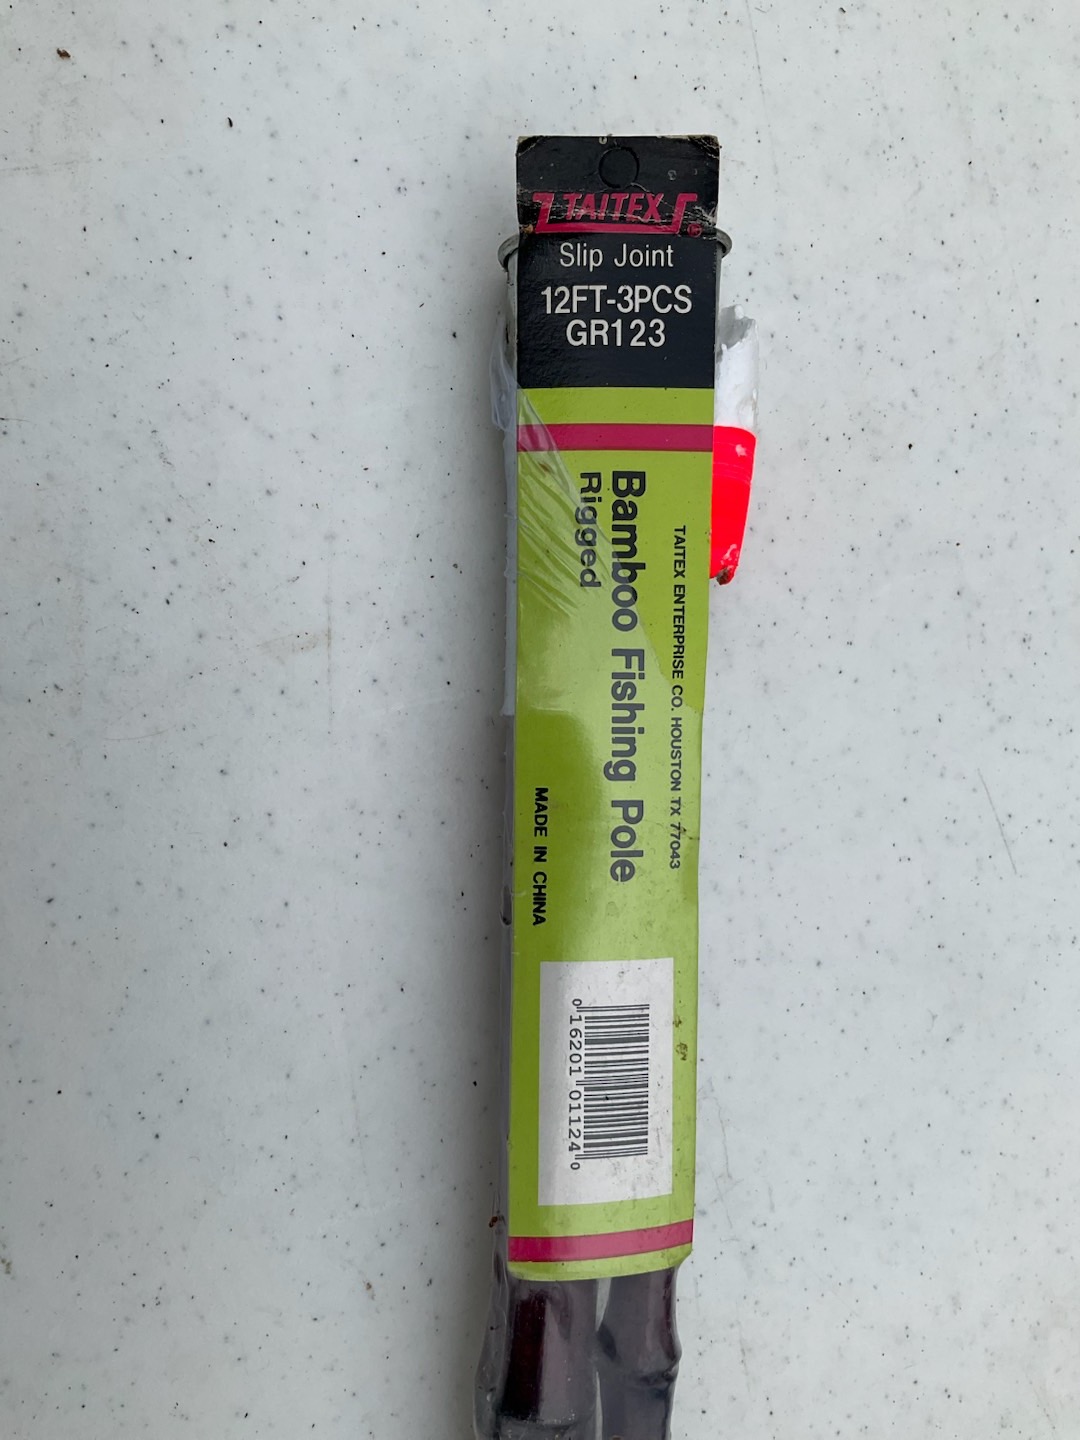 TAITEX ®
Slip Joint
12FT-3PCS
GR123
TAITEX ENTERPRISE CO. HOUSTON TX 77043
Bamboo Fishing Pole
Rigged
MADE IN CHINA
0 16201 01124 0